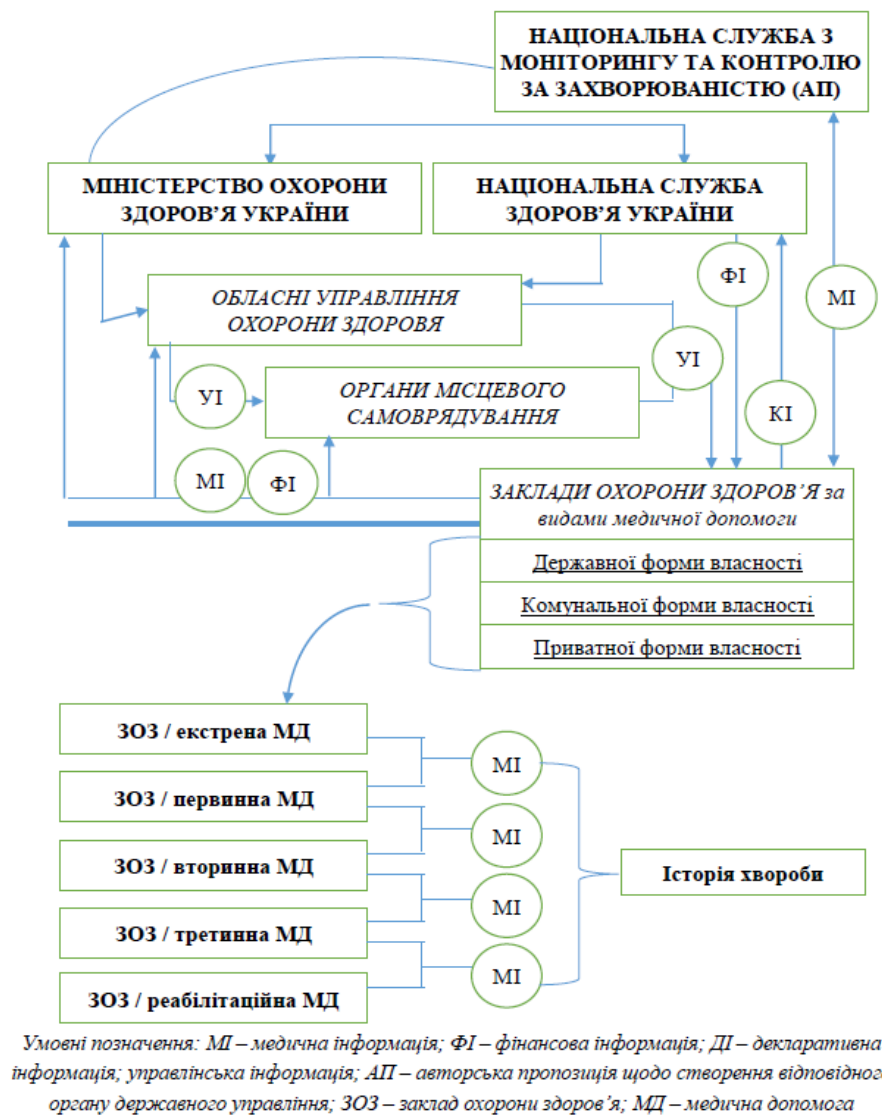 НАЦІОНАЛЬНА СЛУЖБА З
МОНІТОРИНГУ ТА КОНТРОЛЮ
ЗА ЗАХВОРЮВАНІСТЮ (АП)
МІНІСТЕРСТВО ОХОРОНИ
ЗДОРОВ’Я УКРАЇНИ
НАЦІОНАЛЬНА СЛУЖБА
ЗДОРОВ’Я УКРАЇНИ
ФІ
МІ
ОБЛАСНІ УПРАВЛІННЯ
ОХОРОНИ ЗДОРОВЯ
УІ
УІ
ОРГАНИ МІСЦЕВОГО
САМОВРЯДУВАННЯ
КІ
МІ
ФІ
ЗАКЛАДИ ОХОРОНИ ЗДОРОВ’Я за
видами медичної допомоги
Державної форми власності
Комунальної форми власності
Приватної форми власності
ЗОЗ / екстрена МД
МІ
ЗОЗ / первинна МД
МІ
ЗОЗ / вторинна МД
Історія хвороби
МІ
ЗОЗ / третинна МД
МІ
ЗОЗ / реабілітаційна МД
Умовні позначення: МІ – медична інформація; ФІ – фінансова інформація; ДІ – декларативна
інформація; управлінська інформація; АП – авторська пропозиція щодо створення відповідного
органу державного управління; ЗОЗ – заклад охорони здоров’я; МД – медична допомога